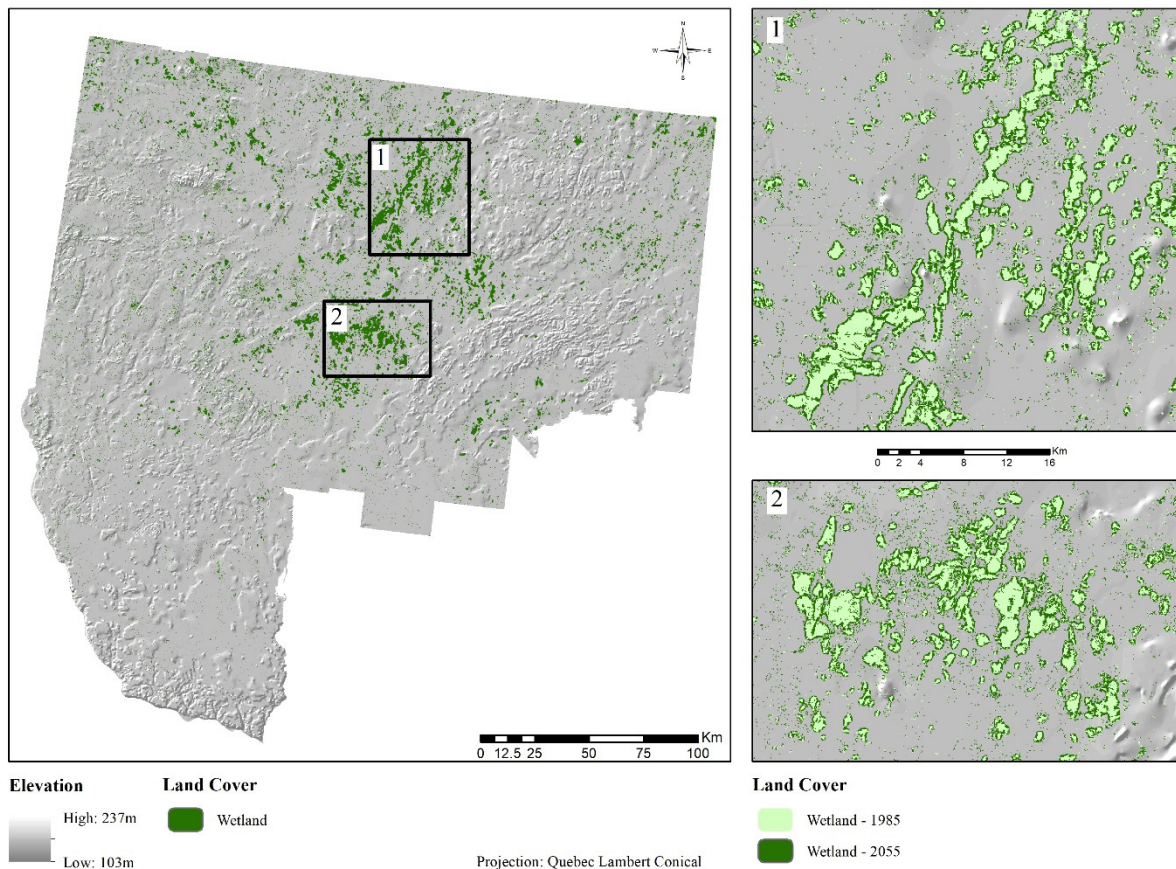 N
W E
S
1
2
Km
0 12.5 25 50 75 100
1
Km
0 2 4 8 12 16
2
Elevation
High: 237m
Low: 103m
Land Cover
Wetland
Projection: Quebec Lambert Conical
Land Cover
Wetland - 1985
Wetland - 2055